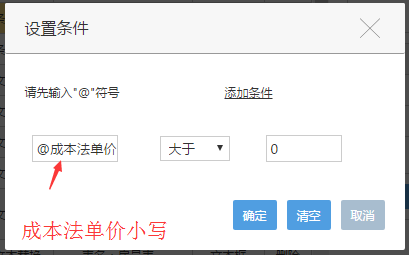 设置条件
请先输入"@"符号 添加条件
@成本法单价 大于 0
成本法单价小写
确定 清空 取消